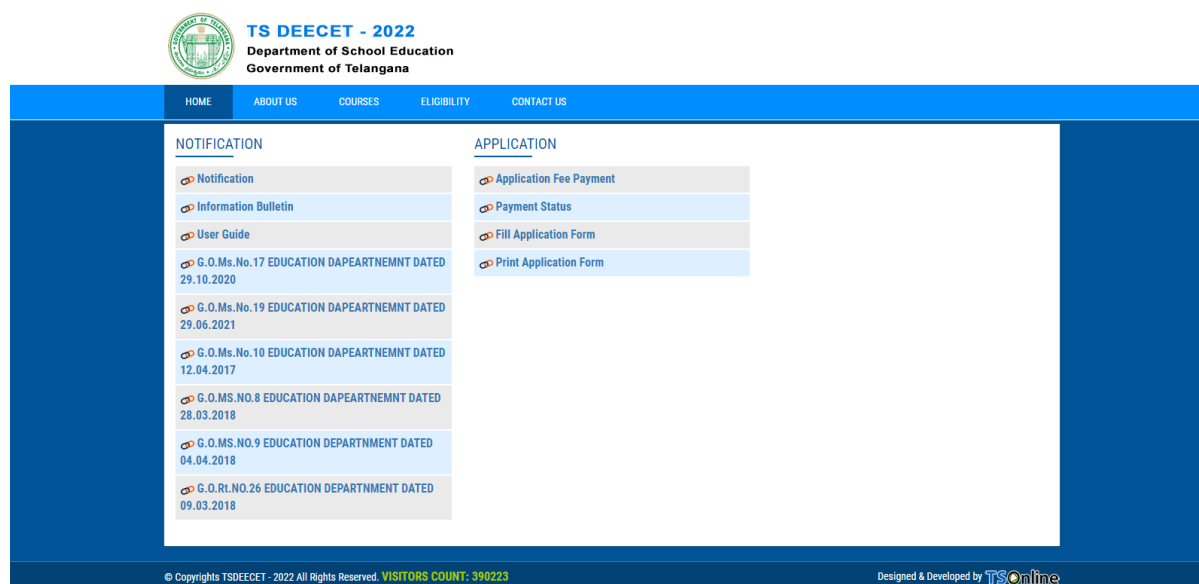 TS DEECET - 2022
Department of School Education
Government of Telangana
HOME
ABOUT US
COURSES
ELIGIBILITY
CONTACT US
NOTIFICATION
Notification
Information Bulletin
User Guide
G.O.Ms.No.17 EDUCATION DAPEARTNEMNT DATED
29.10.2020
G.O.Ms.No.19 EDUCATION DAPEARTNEMNT DATED
29.06.2021
G.O.Ms.No.10 EDUCATION DAPEARTNEMNT DATED
12.04.2017
G.O.MS.NO.8 EDUCATION DAPEARTNEMNT DATED
28.03.2018
G.O.MS.NO.9 EDUCATION DEPARTNMENT DATED
04.04.2018
G.O.Rt.NO.26 EDUCATION DEPARTNMENT DATED
09.03.2018
APPLICATION
Application Fee Payment
Payment Status
Fill Application Form
Print Application Form
© Copyrights TSDEECET - 2022 All Rights Reserved. VISITORS COUNT: 390223
Designed & Developed by TSOnline